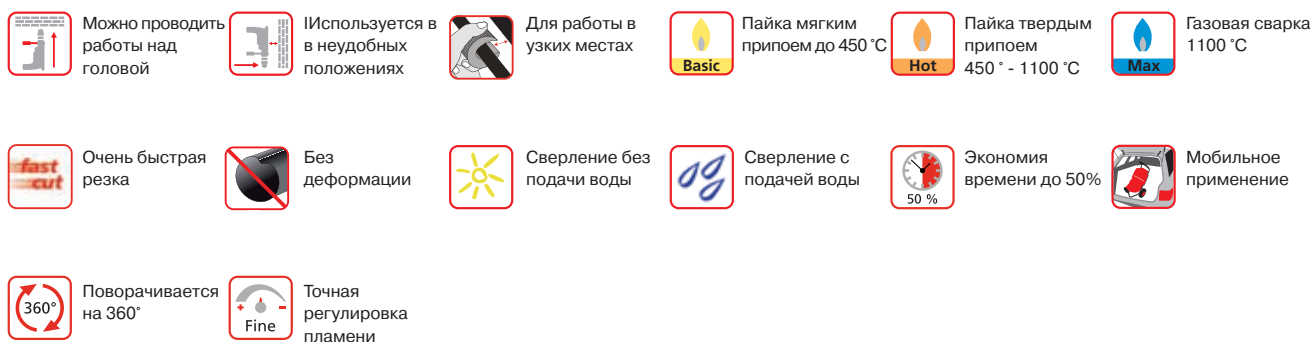 Можно проводить
работы над
головой
IИспользуется в
в неудобных
положениях
Для работы в
узких местах
Basic
Пайка мягким
припоем до 450 ˚C
Hot
Пайка твердым
припоем
450 ˚ - 1100 ˚C
Max
Газовая сварка
1100 ˚C
fast
cut
Очень быстрая
резка
Без
деформации
Сверление без
подачи воды
Сверление с
подачей воды
50 %
Экономия
времени до 50%
Мобильное
применение
360°
Поворачивается
на 360˚
+ -
Fine
Точная
регулировка
пламени